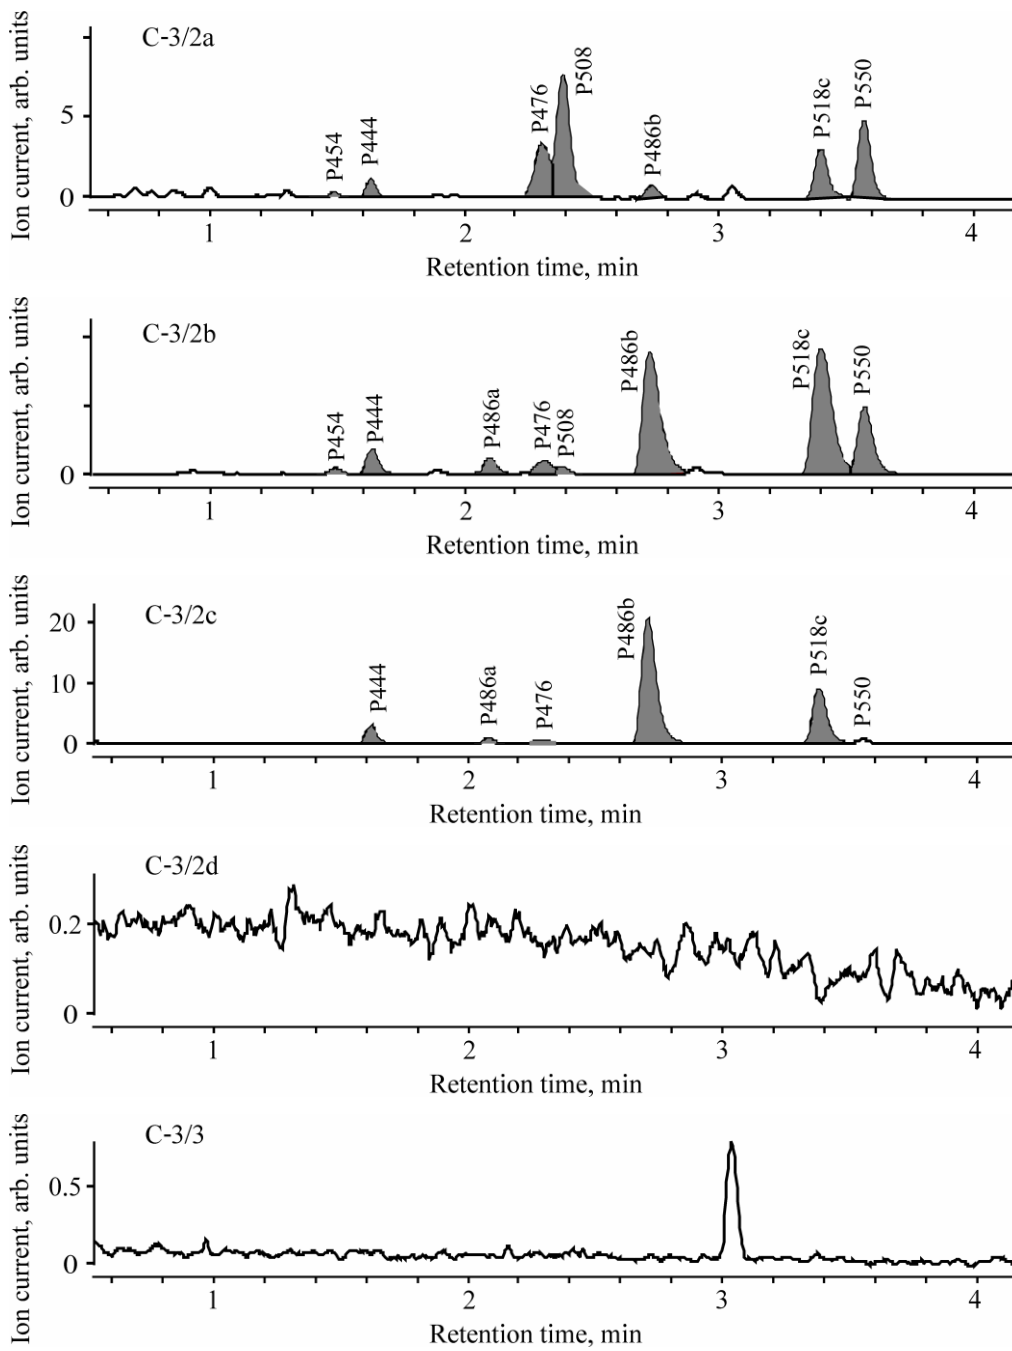 C-3/2a
Ion current, arb. units
5
0
P454
P444
P476
P508
P486b
P518c
P550
1 2 3 4
Retention time, min
C-3/2b
Ion current, arb. units
0
P454
P444
P486a
P476
P508
P486b
P518c
P550
1 2 3 4
Retention time, min
C-3/2c
Ion current, arb. units
20
10
0
P444
P486a
P476
P486b
P518c
P550
1 2 3 4
Retention time, min
C-3/2d
Ion current, arb. units
0.2
0
1 2 3 4
Retention time, min
C-3/3
Ion current, arb. units
0.5
0
1 2 3 4
Retention time, min